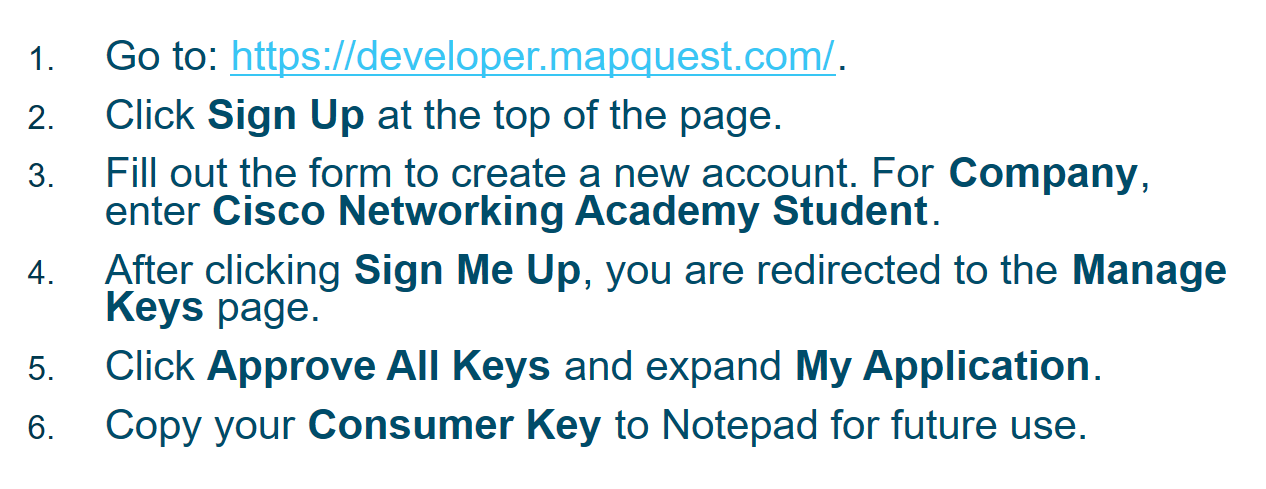 1. Go to: https://developer.mapquest.com/.
2. Click Sign Up at the top of the page.
3. Fill out the form to create a new account. For Company,
enter Cisco Networking Academy Student.
4. After clicking Sign Me Up, you are redirected to the Manage
Keys page.
5. Click Approve All Keys and expand My Application.
6. Copy your Consumer Key to Notepad for future use.